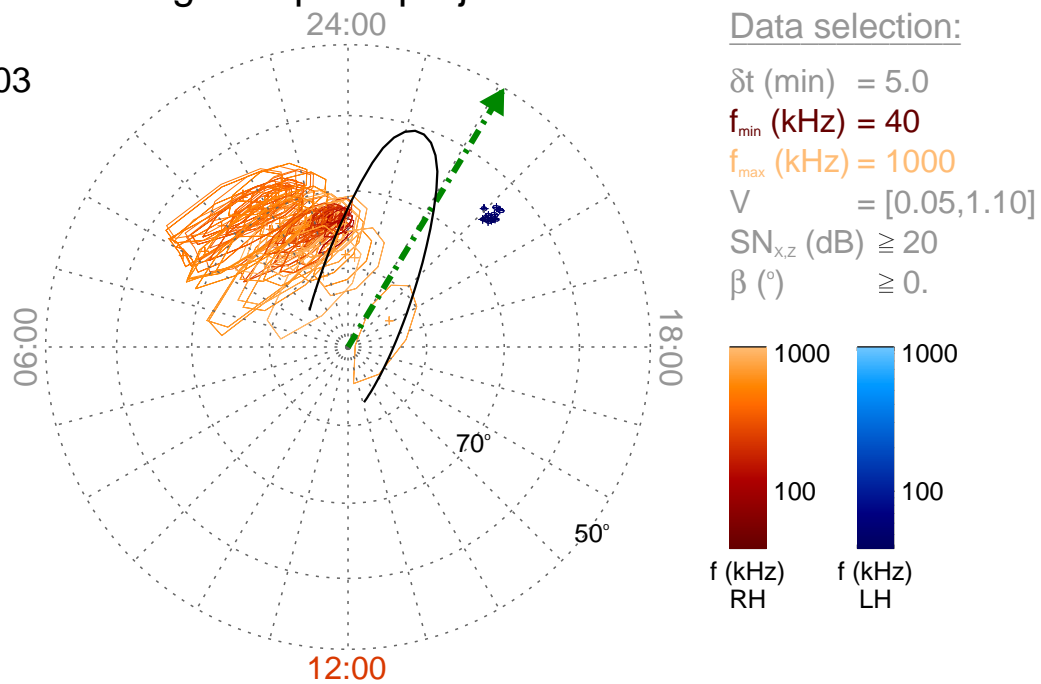 24:00
03
06:00
18:00
70°
50°
12:00
Data selection:
δt (min) = 5.0
fmin (kHz) = 40
fmax (kHz) = 1000
V = [0.05,1.10]
SNX,Z (dB) ≧ 20
β (°) ≧ 0.
1000
1000
100
100
f (kHz)
RH
f (kHz)
LH